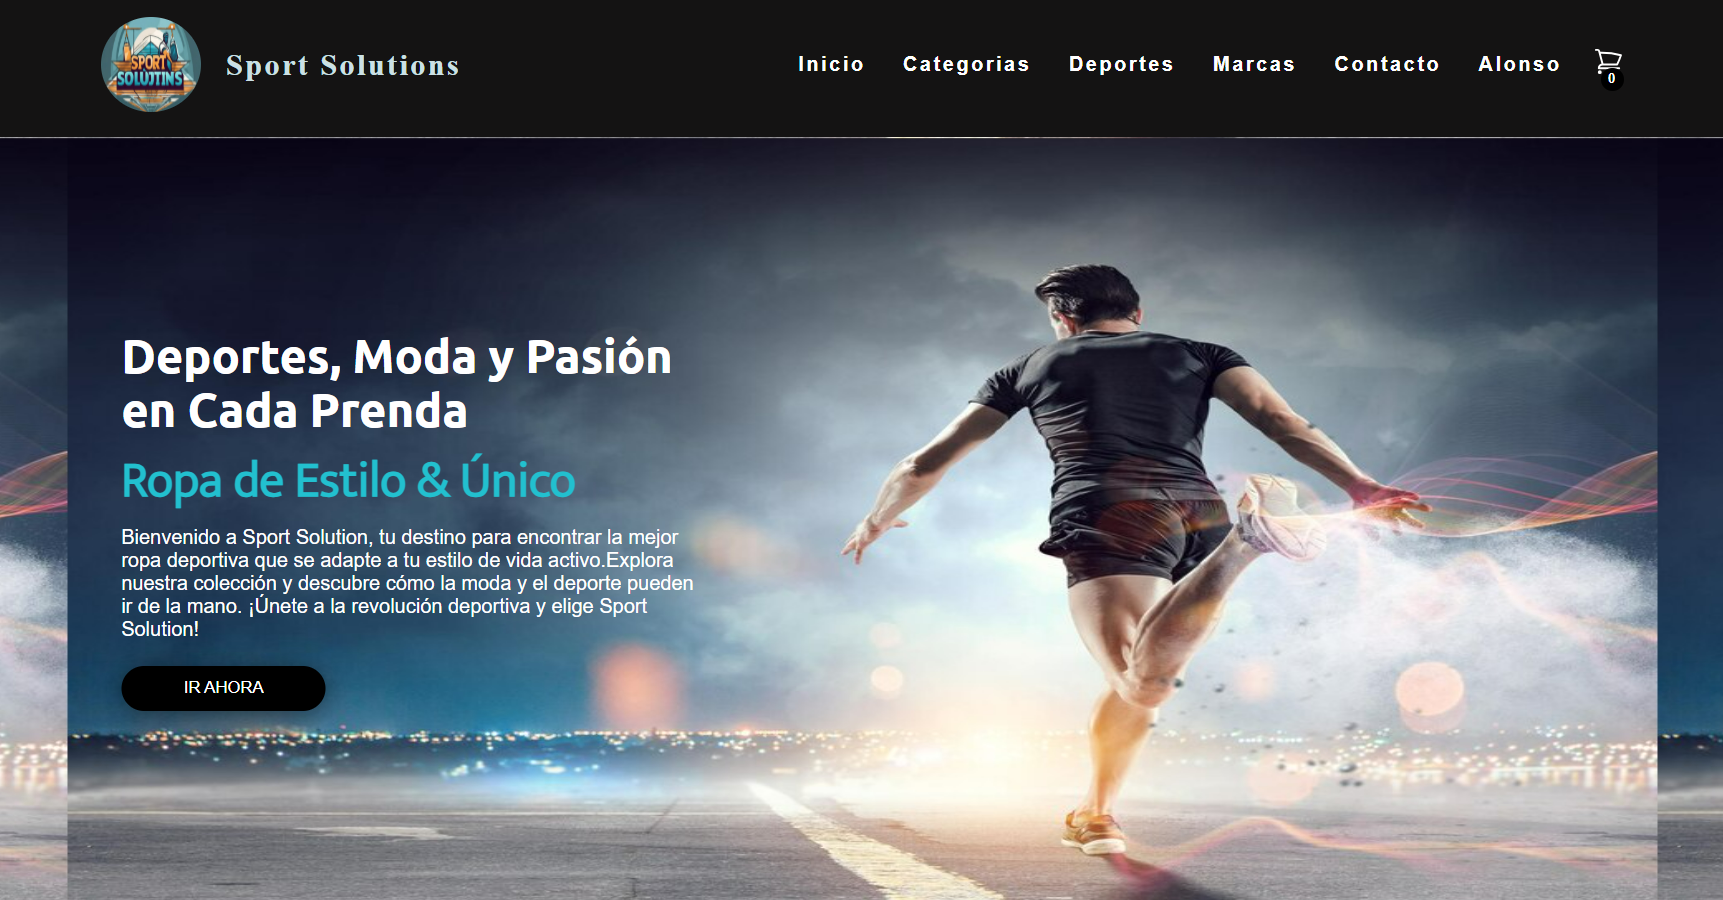 SPORT
SOLUJTINS
Sport Solutions
Inicio Categorias Deportes Marcas Contacto Alonso
0
Deportes, Moda y Pasión
en Cada Prenda
Ropa de Estilo & Único
Bienvenido a Sport Solution, tu destino para encontrar la mejor
ropa deportiva que se adapte a tu estilo de vida activo.Explora
nuestra colección y descubre cómo la moda y el deporte pueden
ir de la mano. ¡Únete a la revolución deportiva y elige Sport
Solution!
IR AHORA